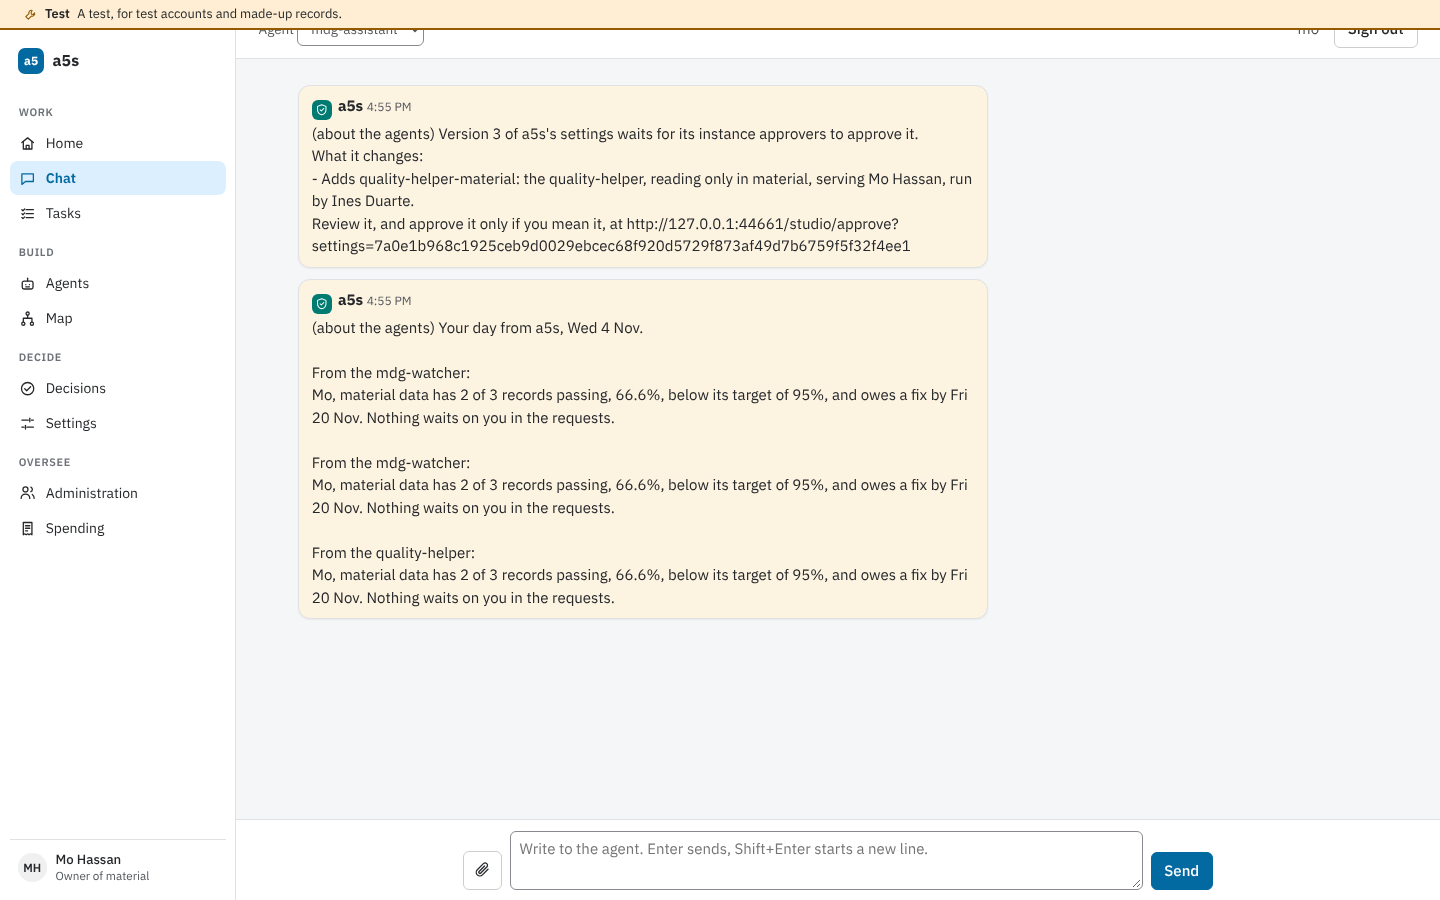 Test A test, for test accounts and made-up records.
Agent mdg-assistant
mo Sign out
a5 a5s
WORK
Home
Chat
Tasks
BUILD
Agents
Map
DECIDE
Decisions
Settings
OVERSEE
Administration
Spending
MH Mo Hassan
Owner of material
a5s 4:55 PM
(about the agents) Version 3 of a5s's settings waits for its instance approvers to approve it.
What it changes:
- Adds quality-helper-material: the quality-helper, reading only in material, serving Mo Hassan, run
by Ines Duarte.
Review it, and approve it only if you mean it, at http://127.0.0.1:44661/studio/approve?
settings=7a0e1b968c1925ceb9d0029ebcec68f920d5729f873af49d7b6759f5f32f4ee1
a5s 4:55 PM
(about the agents) Your day from a5s, Wed 4 Nov.
From the mdg-watcher:
Mo, material data has 2 of 3 records passing, 66.6%, below its target of 95%, and owes a fix by Fri
20 Nov. Nothing waits on you in the requests.
From the mdg-watcher:
Mo, material data has 2 of 3 records passing, 66.6%, below its target of 95%, and owes a fix by Fri
20 Nov. Nothing waits on you in the requests.
From the quality-helper:
Mo, material data has 2 of 3 records passing, 66.6%, below its target of 95%, and owes a fix by Fri
20 Nov. Nothing waits on you in the requests.
Write to the agent. Enter sends, Shift+Enter starts a new line.
Send